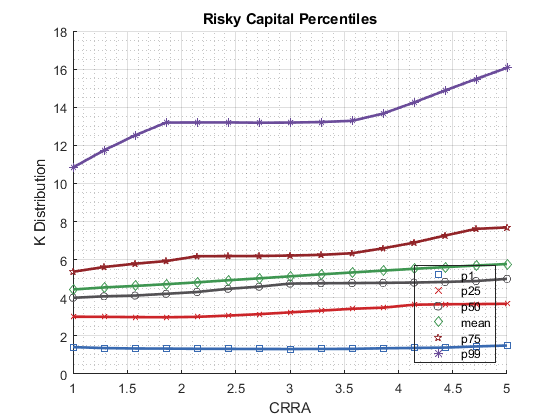 Risky Capital Percentiles
18
16
14
12
10
8
6
4
2
0
K Distribution
1 1.5 2 2.5 3 3.5 4 4.5 5
CRRA
p1
p25
p50
mean
p75
p99